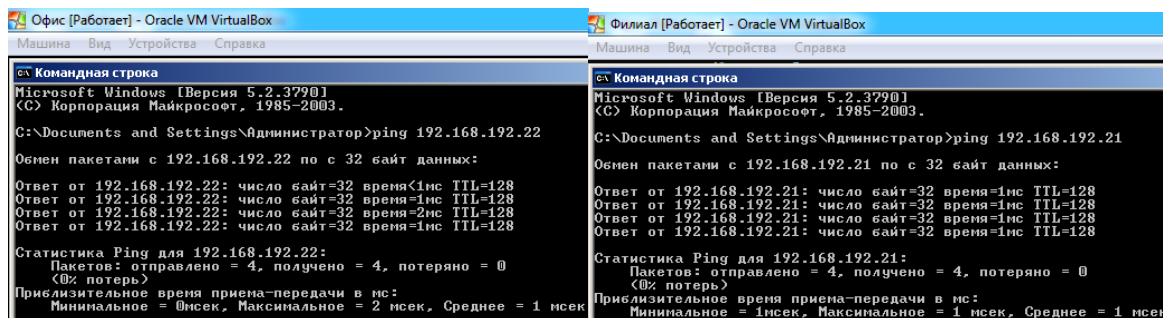 Офис [Работает] - Oracle VM VirtualBox
Машина Вид Устройства Справка
Командная строка
Microsoft Windows [Версия 5.2.3790]
(C) Корпорация Майкрософт, 1985-2003.
C:\Documents and Settings\Администратор>ping 192.168.192.22
Обмен пакетами с 192.168.192.22 по с 32 байт данных:
Ответ от 192.168.192.22: число байт=32 время<1мс TTL=128
Ответ от 192.168.192.22: число байт=32 время=1мс TTL=128
Ответ от 192.168.192.22: число байт=32 время=2мс TTL=128
Ответ от 192.168.192.22: число байт=32 время=1мс TTL=128
Статистика Ping для 192.168.192.22:
Пакетов: отправлено = 4, получено = 4, потеряно = 0
(0% потерь)
Приблизительное время приема-передачи в мс:
Минимальное = 0мсек, Максимальное = 2 мсек, Среднее = 1 мсек
Филиал [Работает] - Oracle VM VirtualBox
Машина Вид Устройства Справка
Командная строка
Microsoft Windows [Версия 5.2.3790]
(C) Корпорация Майкрософт, 1985-2003.
C:\Documents and Settings\Администратор>ping 192.168.192.21
Обмен пакетами с 192.168.192.21 по с 32 байт данных:
Ответ от 192.168.192.21: число байт=32 время=1мс TTL=128
Ответ от 192.168.192.21: число байт=32 время=1мс TTL=128
Ответ от 192.168.192.21: число байт=32 время=1мс TTL=128
Ответ от 192.168.192.21: число байт=32 время=1мс TTL=128
Статистика Ping для 192.168.192.21:
Пакетов: отправлено = 4, получено = 4, потеряно = 0
(0% потерь)
Приблизительное время приема-передачи в мс:
Минимальное = 1мсек, Максимальное = 1 мсек, Среднее = 1 мсек